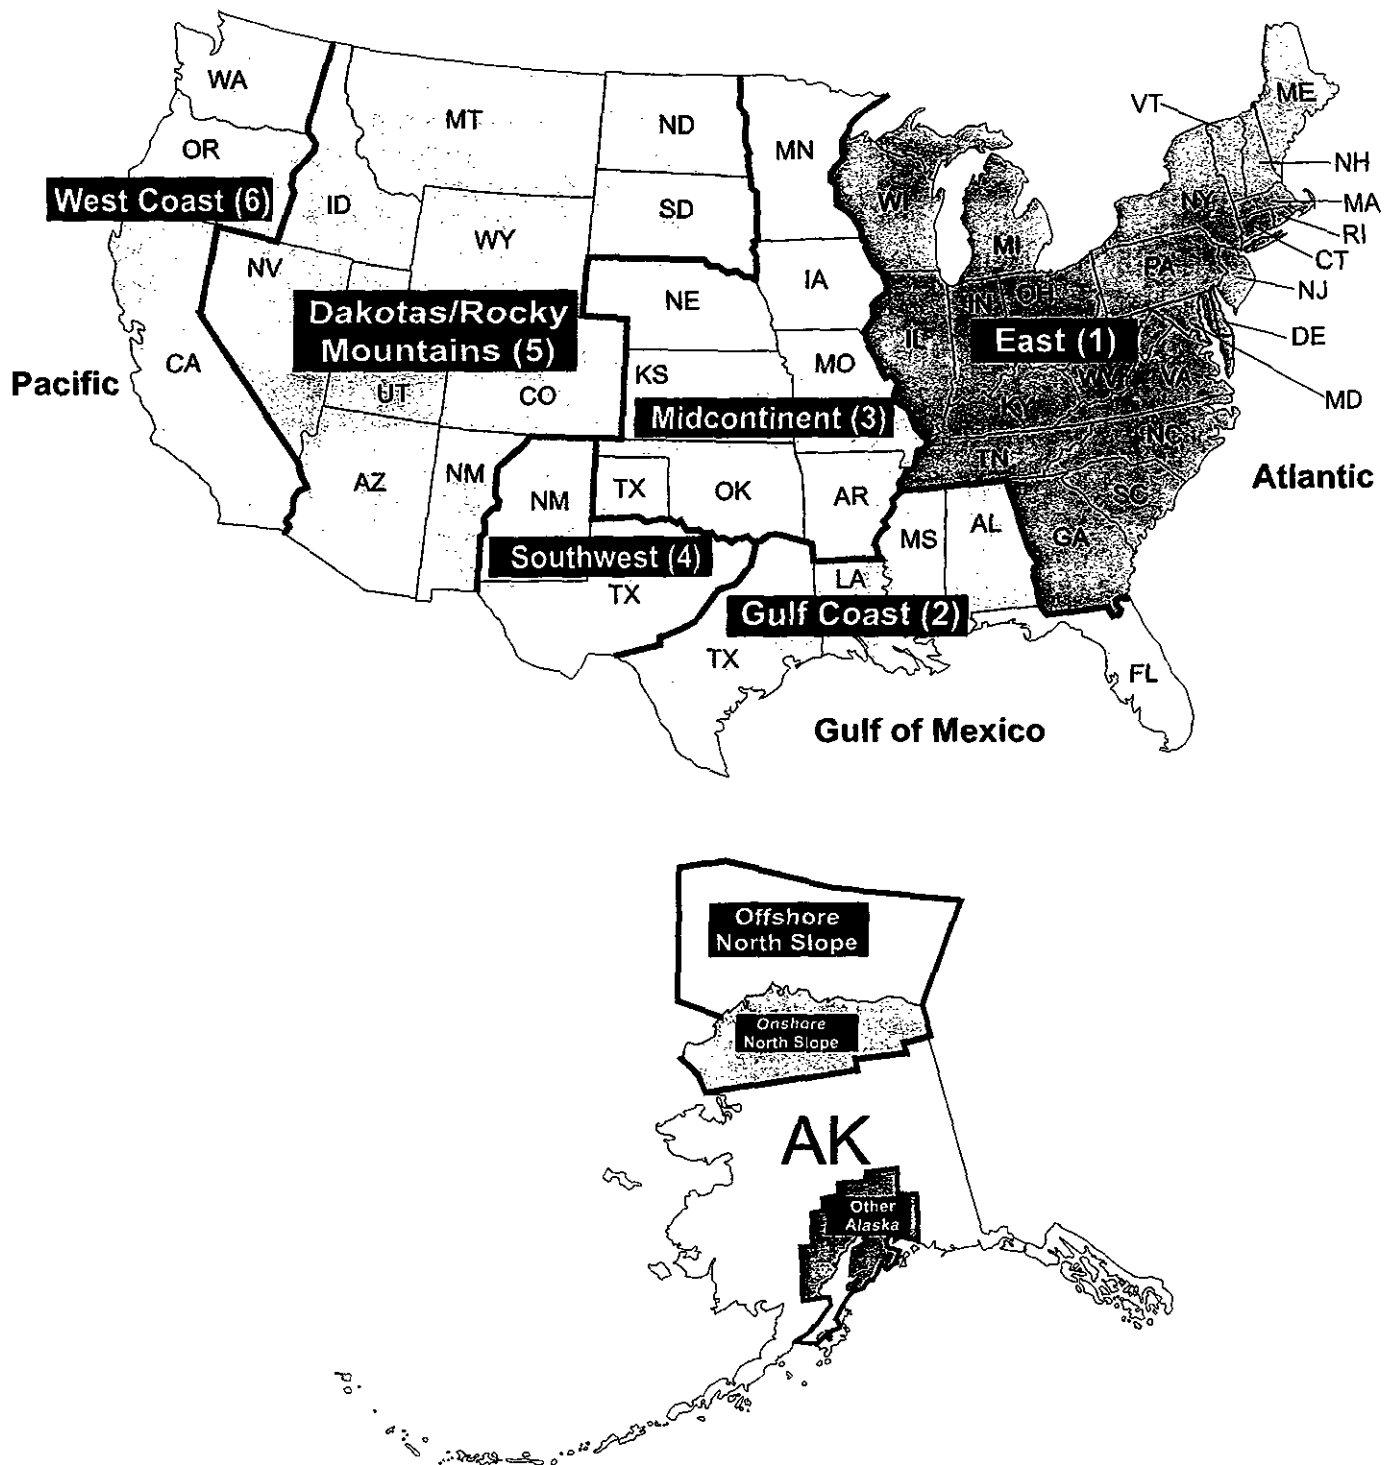 WA
MT
ND
MN
VT
ME
OR
NH
West Coast (6)
ID
SD
WI
NY
MA
WY
MI
RI
NV
IA
PA
CT
NE
IN
OH
NJ
Dakotas/Rocky
Mountains (5)
IL
East (1)
DE
CA
MO
Pacific
UT
CO
KS
WV
VA
MD
Midcontinent (3)
KY
NC
TN
Atlantic
AZ
NM
NM
TX
OK
AR
SC
MS
AL
GA
Southwest (4)
LA
TX
Gulf Coast (2)
TX
FL
Gulf of Mexico
Offshore
North Slope
Onshore
North Slope
AK
Other
Alaska